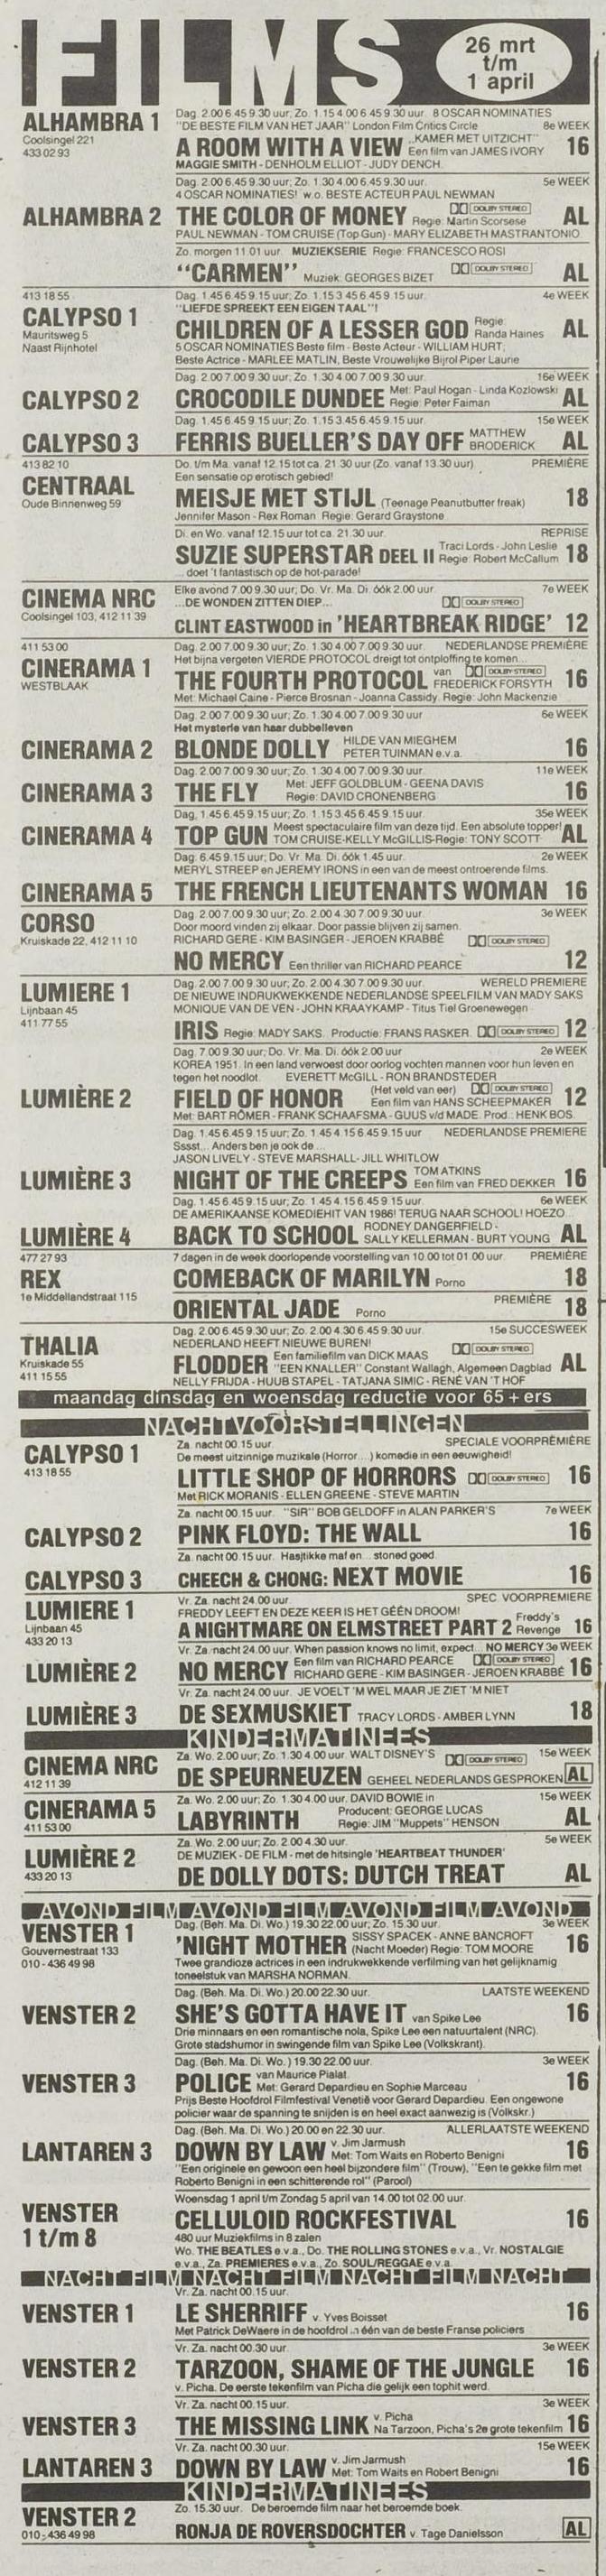 FILMS
26 mrt
t/m
1 april
ALHAMBRA 1
Coolsingel 221
433 02 93
Dag. 2.00 6.45 9.30 uur; Zo. 1.15 4.00 6.45 9.30 uur. 8 OSCAR NOMINATIES
"DE BESTE FILM VAN HET JAAR" London Film Critics Circle 8e WEEK
A ROOM WITH A VIEW „KAMER MET UITZICHT" Een film van JAMES IVORY 16
MAGGIE SMITH - DENHOLM ELLIOT - JUDY DENCH.
Dag. 2.00 6.45 9.30 uur; Zo. 1.30 4.00 6.45 9.30 uur. 5e WEEK
4 OSCAR NOMINATIES! w.o. BESTE ACTEUR PAUL NEWMAN
ALHAMBRA 2 THE COLOR OF MONEY DOLBY STEREO Regie: Martin Scorsese AL
PAUL NEWMAN - TOM CRUISE (Top Gun) - MARY ELIZABETH MASTRANTONIO
Zo. morgen 11.01 uur. MUZIEKSERIE Regie: FRANCESCO ROSI
"CARMEN" Muziek: GEORGES BIZET DOLBY STEREO AL
413 18 55
CALYPSO 1
Mauritsweg 5
Naast Rijnhotel
Dag. 1.45 6.45 9.15 uur; Zo. 1.15 3.45 6.45 9.15 uur. 4e WEEK
"LIEFDE SPREEKT EEN EIGEN TAAL"!
CHILDREN OF A LESSER GOD Regie: Randa Haines AL
5 OSCAR NOMINATIES Beste film - Beste Acteur - WILLIAM HURT,
Beste Actrice - MARLEE MATLIN, Beste Vrouwelijke Bijrol Piper Laurie
Dag. 2.00 7.00 9.30 uur; Zo. 1.30 4.00 7.00 9.30 uur. 16e WEEK
CALYPSO 2 CROCODILE DUNDEE Met: Paul Hogan - Linda Kozlowski Regie: Peter Faiman AL
Dag. 1.45 6.45 9.15 uur; Zo. 1.15 3.45 6.45 9.15 uur. 15e WEEK
CALYPSO 3 FERRIS BUELLER'S DAY OFF MATTHEW BRODERICK AL
413 82 10
CENTRAAL
Oude Binnenweg 59
Do. t/m Ma. vanaf 12.15 tot ca. 21.30 uur (Zo. vanaf 13.30 uur). PREMIÈRE
Een sensatie op erotisch gebied!
MEISJE MET STIJL (Teenage Peanutbutter freak) 18
Jennifer Mason - Rex Roman Regie: Gerard Graystone
Di. en Wo. vanaf 12.15 uur tot ca. 21.30 uur. REPRISE
SUZIE SUPERSTAR DEEL II Traci Lords - John Leslie Regie: Robert McCallum 18
...doet 't fantastisch op de hot-parade!
CINEMA NRC
Coolsingel 103, 412 11 39
Elke avond 7.00 9.30 uur; Do. Vr. Ma. Di. óók 2.00 uur. 7e WEEK
...DE WONDEN ZITTEN DIEP... DOLBY STEREO
CLINT EASTWOOD in 'HEARTBREAK RIDGE' 12
411 53 00
CINERAMA 1
WESTBLAAK
Dag. 2.00 7.00 9.30 uur; Zo. 1.30 4.00 7.00 9.30 uur. NEDERLANDSE PREMIÈRE
Het bijna vergeten VIERDE PROTOCOL dreigt tot ontploffing te komen...
THE FOURTH PROTOCOL van FREDERICK FORSYTH DOLBY STEREO 16
Met: Michael Caine - Pierce Brosnan - Joanna Cassidy. Regie: John Mackenzie
Dag. 2.00 7.00 9.30 uur; Zo. 1.30 4.00 7.00 9.30 uur 6e WEEK
Het mysterie van haar dubbelleven
CINERAMA 2 BLONDE DOLLY HILDE VAN MIEGHEM PETER TUINMAN e.v.a. 16
Dag. 2.00 7.00 9.30 uur; Zo. 1.30 4.00 7.00 9.30 uur 11e WEEK
CINERAMA 3 THE FLY Met: JEFF GOLDBLUM - GEENA DAVIS Regie: DAVID CRONENBERG 16
Dag. 1.45 6.45 9.15 uur; Zo. 1.15 3.45 6.45 9.15 uur. 35e WEEK
CINERAMA 4 TOP GUN Meest spectaculaire film van deze tijd. Een absolute topper! TOM CRUISE-KELLY McGILLIS-Regie: TONY SCOTT AL
Dag. 6.45 9.15 uur; Do. Vr. Ma. Di. óók 1.45 uur. 2e WEEK
MERYL STREEP en JEREMY IRONS in een van de meest ontroerende films.
CINERAMA 5 THE FRENCH LIEUTENANTS WOMAN 16
CORSO
Kruiskade 22, 412 11 10
Dag. 2.00 7.00 9.30 uur; Zo. 2.00 4.30 7.00 9.30 uur. 3e WEEK
Door moord vinden zij elkaar. Door passie blijven zij samen.
RICHARD GERE - KIM BASINGER - JEROEN KRABBÉ DOLBY STEREO
NO MERCY Een thriller van RICHARD PEARCE 12
LUMIERE 1
Lijnbaan 45
411 77 55
Dag. 2.00 7.00 9.30 uur; Zo. 2.00 4.30 7.00 9.30 uur. WERELD PREMIERE
DE NIEUWE INDRUKWEKKENDE NEDERLANDSE SPEELFILM VAN MADY SAKS
MONIQUE VAN DE VEN - JOHN KRAAYKAMP - Titus Tiel Groenewegen
IRIS Regie: MADY SAKS. Productie: FRANS RASKER. DOLBY STEREO 12
Dag. 7.00 9.30 uur; Do. Vr. Ma. Di. óók 2.00 uur 2e WEEK
KOREA 1951. In een land verwoest door oorlog vochten mannen voor hun leven en
tegen het noodlot. EVERETT McGILL - RON BRANDSTEDER
LUMIÈRE 2 FIELD OF HONOR (Het veld van eer) DOLBY STEREO Een film van HANS SCHEEPMAKER 12
Met: BART RÖMER - FRANK SCHAAFSMA - GUUS v/d MADE. Prod.: HENK BOS
Dag. 1.45 6.45 9.15 uur; Zo. 1.45 4.15 6.45 9.15 uur NEDERLANDSE PREMIERE
Sssst... Anders ben je ook de...
JASON LIVELY - STEVE MARSHALL - JILL WHITLOW
LUMIÈRE 3 NIGHT OF THE CREEPS TOM ATKINS Een film van FRED DEKKER 16
Dag. 1.45 6.45 9.15 uur; Zo. 1.45 4.15 6.45 9.15 uur. 6e WEEK
DE AMERIKAANSE KOMEDIEHIT VAN 1986! TERUG NAAR SCHOOL! HOEZO...
LUMIÈRE 4 BACK TO SCHOOL RODNEY DANGERFIELD - SALLY KELLERMAN - BURT YOUNG AL
477 27 93
REX
1e Middellandstraat 115
7 dagen in de week doorlopende voorstelling van 10.00 tot 01.00 uur. PREMIÈRE
COMEBACK OF MARILYN Porno 18
ORIENTAL JADE Porno PREMIÈRE 18
THALIA
Kruiskade 55
411 15 55
Dag. 2.00 6.45 9.30 uur; Zo. 2.00 4.30 6.45 9.30 uur. 15e SUCCESWEEK
NEDERLAND HEEFT NIEUWE BUREN! DOLBY STEREO
FLODDER Een familiefilm van DICK MAAS "EEN KNALLER" Constant Wallagh, Algemeen Dagblad AL
NELLY FRIJDA - HUUB STAPEL - TATJANA SIMIC - RENÉ VAN 'T HOF
maandag dinsdag en woensdag reductie voor 65 + ers
NACHTVOORSTELLINGEN
CALYPSO 1
413 18 55
Za. nacht 00.15 uur. SPECIALE VOORPREMIÈRE
De meest uitzinnige muzikale (Horror....) komedie in een eeuwigheid!
LITTLE SHOP OF HORRORS DOLBY STEREO 16
Met RICK MORANIS - ELLEN GREENE - STEVE MARTIN
Za. nacht 00.15 uur. "SIR" BOB GELDOFF in ALAN PARKER'S 7e WEEK
CALYPSO 2 PINK FLOYD: THE WALL 16
Za. nacht 00.15 uur. Hasjtikke maf en... stoned goed.
CALYPSO 3 CHEECH & CHONG: NEXT MOVIE 16
LUMIERE 1
Lijnbaan 45
433 20 13
Vr. Za. nacht 24.00 uur. SPEC. VOORPREMIERE
FREDDY LEEFT EN DEZE KEER IS HET GÉÉN DROOM!
A NIGHTMARE ON ELMSTREET PART 2 Freddy's Revenge 16
Vr. Za. nacht 24.00 uur. When passion knows no limit, expect... NO MERCY 3e WEEK
LUMIÈRE 2 NO MERCY Een film van RICHARD PEARCE DOLBY STEREO RICHARD GERE - KIM BASINGER - JEROEN KRABBÉ 16
Vr. Za. nacht 24.00 uur. JE VOELT 'M WEL MAAR JE ZIET 'M NIET
LUMIÈRE 3 DE SEXMUSKIET TRACY LORDS - AMBER LYNN 18
KINDERMATINEES
CINEMA NRC
412 11 39
Za. Wo. 2.00 uur; Zo. 1.30 4.00 uur. WALT DISNEY'S DOLBY STEREO 15e WEEK
DE SPEURNEUZEN GEHEEL NEDERLANDS GESPROKEN AL
CINERAMA 5
411 53 00
Za. Wo. 2.00 uur; Zo. 1.30 4.00 uur. DAVID BOWIE in 15e WEEK
LABYRINTH Producent: GEORGE LUCAS Regie: JIM "Muppets" HENSON AL
LUMIÈRE 2
433 20 13
Za. Wo. 2.00 uur; Zo. 2.00 4.30 uur. 5e WEEK
DE MUZIEK - DE FILM - met de hitsingle 'HEARTBEAT THUNDER'
DE DOLLY DOTS: DUTCH TREAT AL
AVOND FILM AVOND FILM AVOND FILM AVOND
VENSTER 1
Gouvernestraat 133
010 - 436 49 98
Dag. (Beh. Ma. Di. Wo.) 19.30 22.00 uur; Zo. 15.30 uur. 3e WEEK
'NIGHT MOTHER SISSY SPACEK - ANNE BANCROFT (Nacht Moeder) Regie: TOM MOORE 16
Twee grandioze actrices in een indrukwekkende verfilming van het gelijknamig
toneelstuk van MARSHA NORMAN.
Dag. (Beh. Ma. Di. Wo.) 20.00 22.30 uur. LAATSTE WEEKEND
VENSTER 2 SHE'S GOTTA HAVE IT van Spike Lee 16
Drie minnaars en een romantische nola, Spike Lee een natuurtalent (NRC).
Grote stadshumor in swingende film van Spike Lee (Volkskrant).
Dag. (Beh. Ma. Di. Wo.) 19.30 22.00 uur. 3e WEEK
VENSTER 3 POLICE van Maurice Pialat. Met: Gerard Depardieu en Sophie Marceau 16
Prijs Beste Hoofdrol Filmfestival Venetië voor Gerard Depardieu. Een ongewone
policier waar de spanning te snijden is en heel exact aanwezig is (Volkskr.)
Dag. (Beh. Ma. Di. Wo.) 20.00 en 22.30 uur. ALLERLAATSTE WEEKEND
LANTAREN 3 DOWN BY LAW v. Jim Jarmush Met: Tom Waits en Roberto Benigni 16
"Een originele en gewoon een heel bijzondere film" (Trouw), "Een te gekke film met
Roberto Benigni in een schitterende rol" (Parool)
VENSTER
1 t/m 8
Woensdag 1 april t/m Zondag 5 april van 14.00 tot 02.00 uur.
CELLULOID ROCKFESTIVAL 16
480 uur Muziekfilms in 8 zalen
Wo. THE BEATLES e.v.a., Do. THE ROLLING STONES e.v.a., Vr. NOSTALGIE
e.v.a., Za. PREMIERES e.v.a., Zo. SOUL/REGGAE e.v.a.
NACHT FILM NACHT FILM NACHT FILM NACHT
Vr. Za. nacht 00.15 uur.
VENSTER 1 LE SHERRIFF v. Yves Boisset 16
Met Patrick DeWaere in de hoofdrol in één van de beste Franse policiers
Vr. Za. nacht 00.30 uur. 3e WEEK
VENSTER 2 TARZOON, SHAME OF THE JUNGLE 16
v. Picha. De eerste tekenfilm van Picha die gelijk een tophit werd.
Vr. Za. nacht 00.15 uur. 3e WEEK
VENSTER 3 THE MISSING LINK v. Picha Na Tarzoon, Picha's 2e grote tekenfilm 16
Vr. Za. nacht 00.30 uur. 15e WEEK
LANTAREN 3 DOWN BY LAW v. Jim Jarmush Met: Tom Waits en Robert Benigni 16
KINDERMATINEES
VENSTER 2
010 - 436 49 98
Zo. 15.30 uur. De beroemde film naar het beroemde boek.
RONJA DE ROVERSDOCHTER v. Tage Danielsson AL